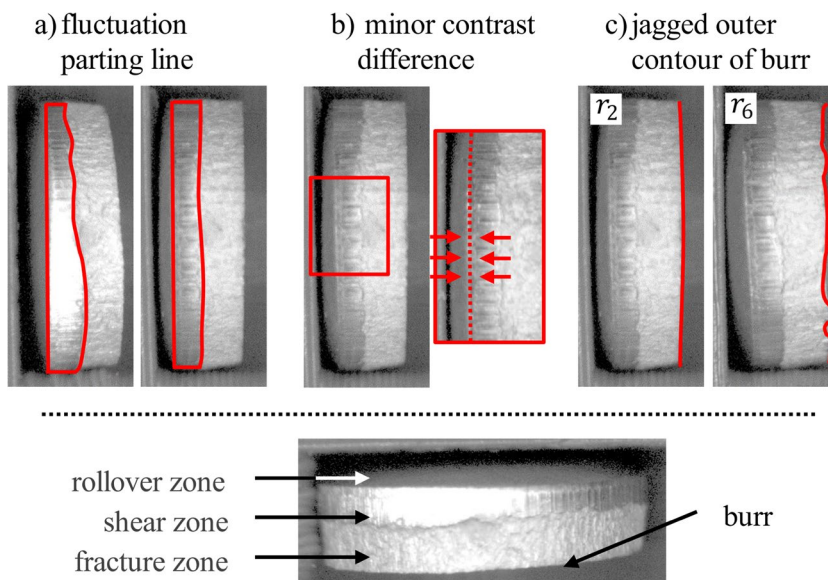 a) fluctuation
parting line
b) minor contrast
difference
c) jagged outer
contour of burr
r₂
r₆
rollover zone
shear zone
fracture zone
burr